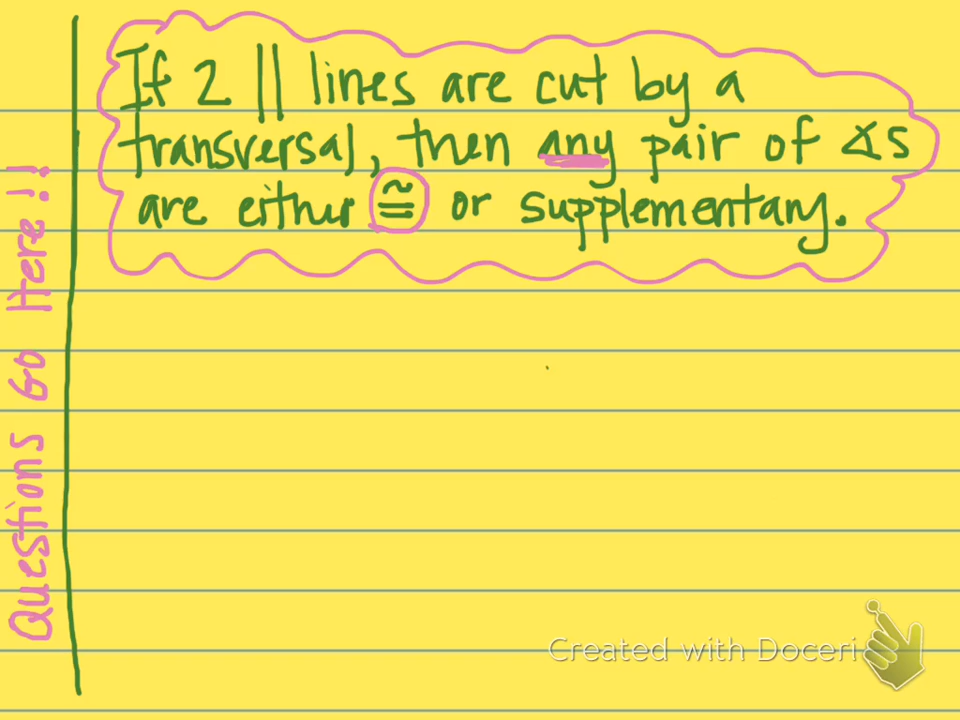 Questions Go Here!!
If 2 || lines are cut by a
transversal, then any pair of ∡s
are either ≅ or supplementary.
Created with Doceri